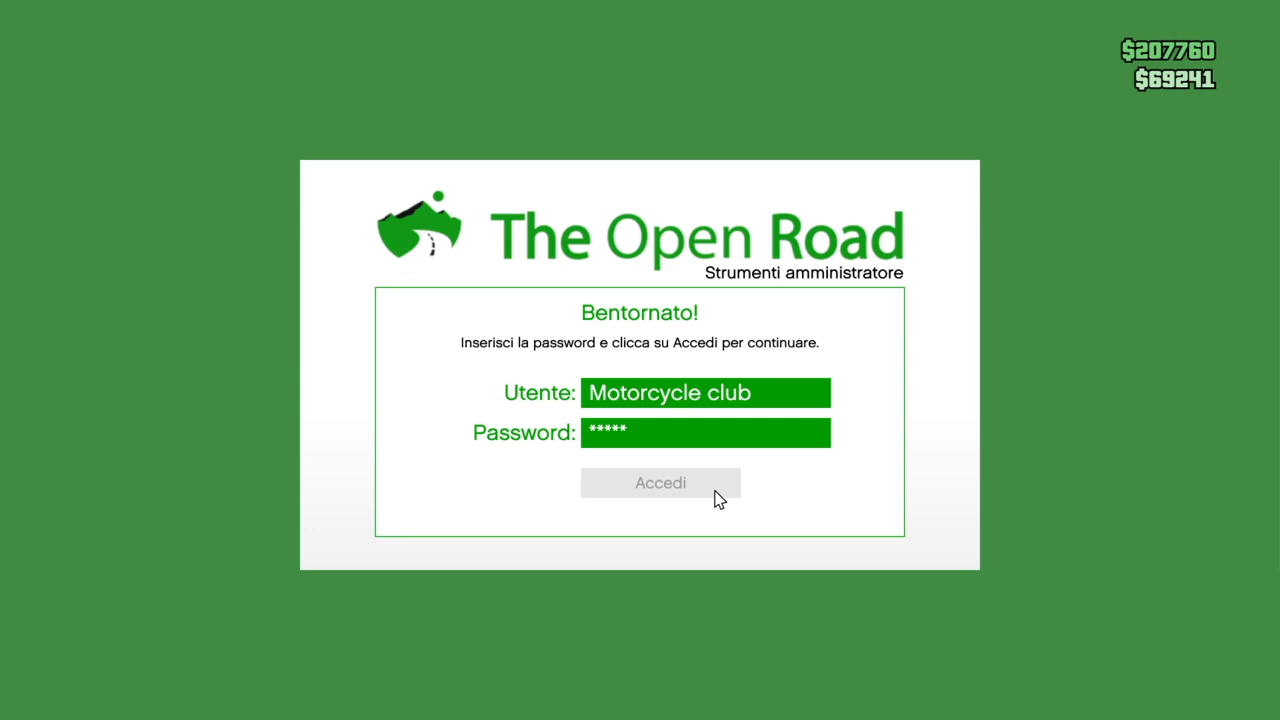 $207760
$69241
The Open Road
Strumenti amministratore
Bentornato!
Inserisci la password e clicca su Accedi per continuare.
Utente: Motorcycle club
Password: *****
Accedi